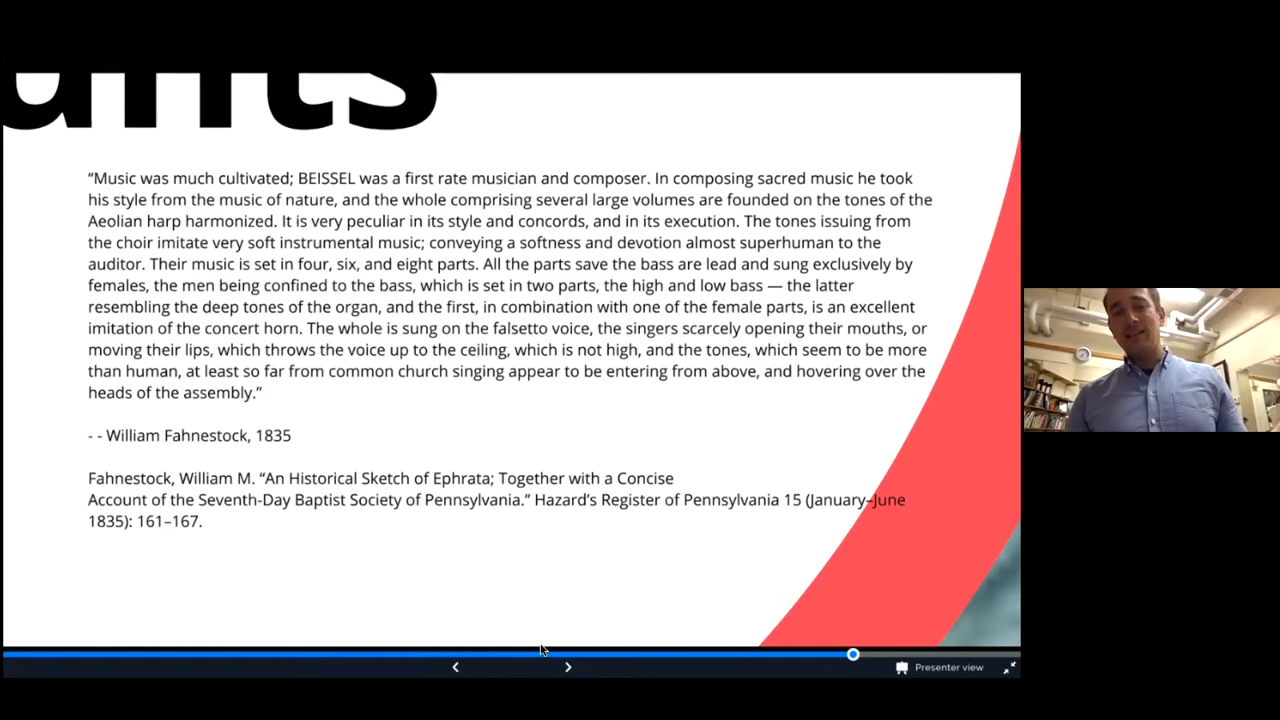 “Music was much cultivated; BEISSEL was a first rate musician and composer. In composing sacred music he took
his style from the music of nature, and the whole comprising several large volumes are founded on the tones of the
Aeolian harp harmonized. It is very peculiar in its style and concords, and in its execution. The tones issuing from
the choir imitate very soft instrumental music; conveying a softness and devotion almost superhuman to the
auditor. Their music is set in four, six, and eight parts. All the parts save the bass are lead and sung exclusively by
females, the men being confined to the bass, which is set in two parts, the high and low bass — the latter
resembling the deep tones of the organ, and the first, in combination with one of the female parts, is an excellent
imitation of the concert horn. The whole is sung on the falsetto voice, the singers scarcely opening their mouths, or
moving their lips, which throws the voice up to the ceiling, which is not high, and the tones, which seem to be more
than human, at least so far from common church singing appear to be entering from above, and hovering over the
heads of the assembly.”
- - William Fahnestock, 1835
Fahnestock, William M. “An Historical Sketch of Ephrata; Together with a Concise
Account of the Seventh-Day Baptist Society of Pennsylvania.” Hazard’s Register of Pennsylvania 15 (January–June
1835): 161–167.
Presenter view